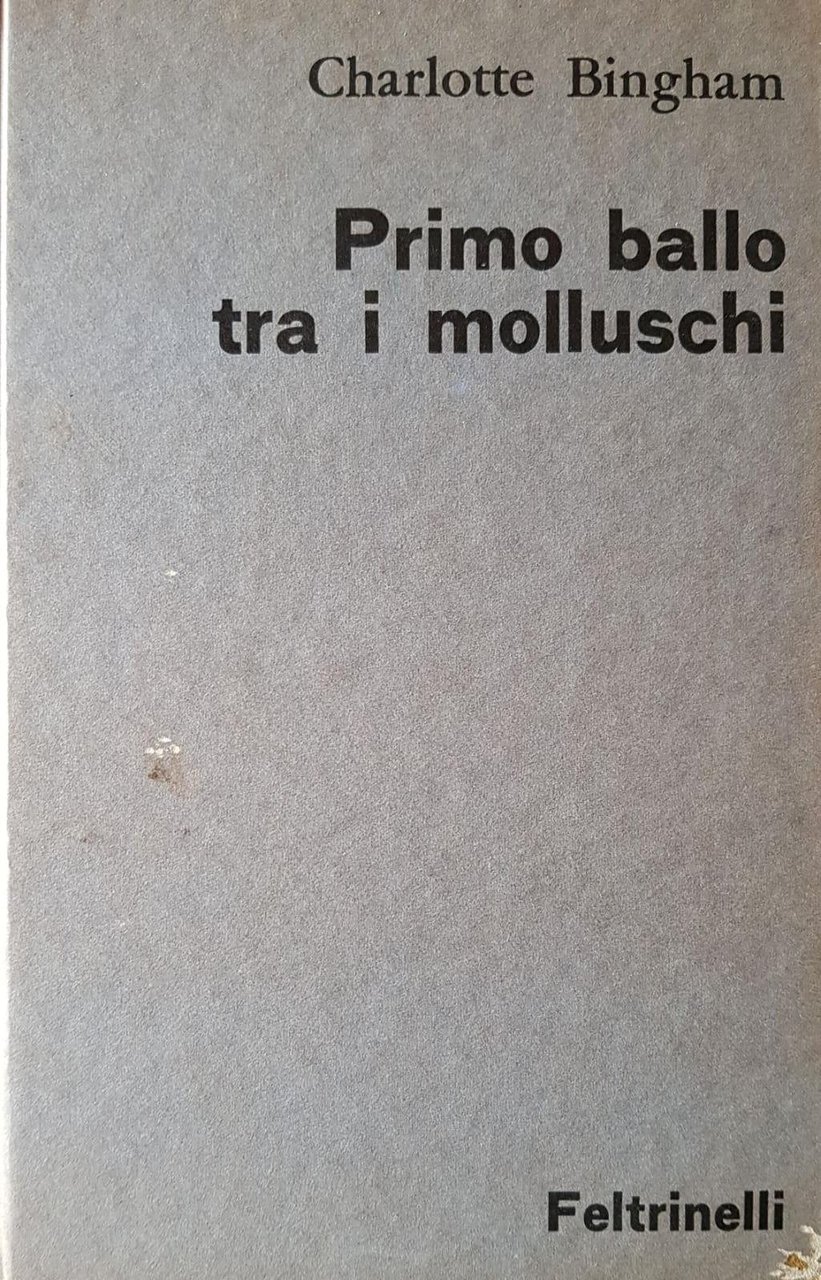 Charlotte Bingham
Primo ballo
tra i molluschi
Feltrinelli